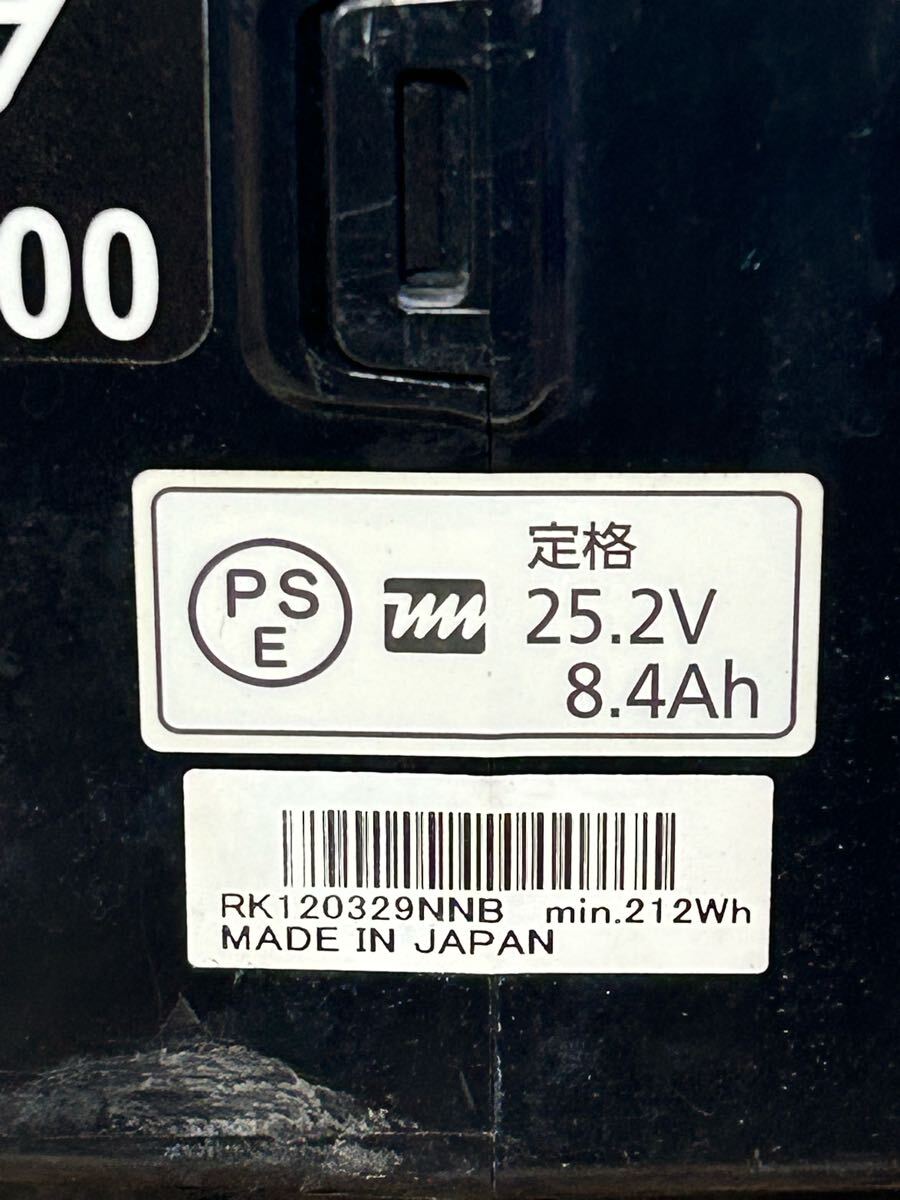 00
PS
E
定格
25.2V
8.4Ah
RK120329NNB min.212Wh
MADE IN JAPAN